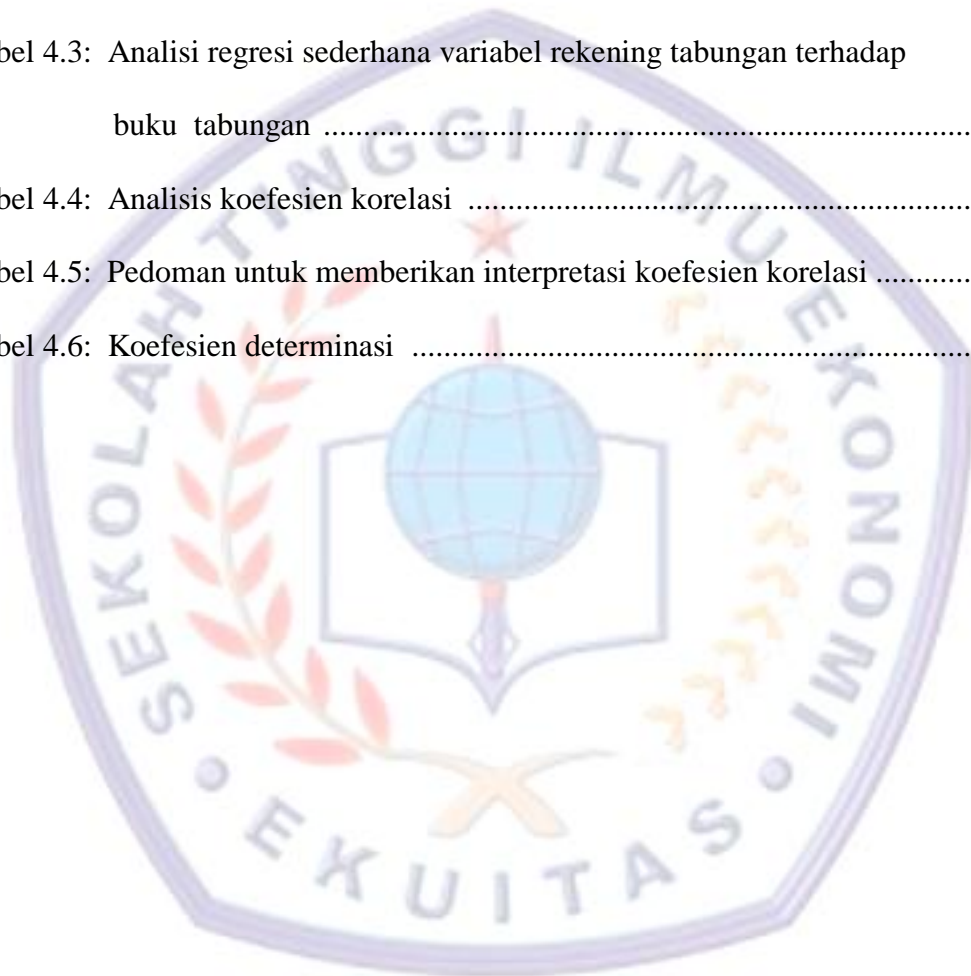 bel 4.3: Analisi regresi sederhana variabel rekening tabungan terhadap
buku tabungan ................................................................................
bel 4.4: Analisis koefesien korelasi ...............................................................
bel 4.5: Pedoman untuk memberikan interpretasi koefesien korelasi ............
bel 4.6: Koefesien determinasi ......................................................................
SEKOLAH TINGGI ILMU EKONOMI
• EKUITAS •